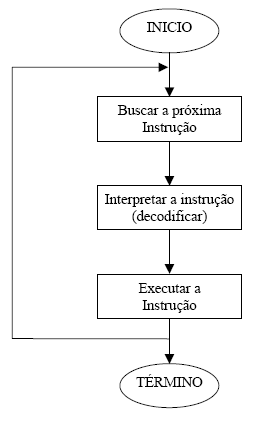 INICIO
Buscar a próxima
Instrução
Interpretar a instrução
(decodificar)
Executar a
Instrução
TÉRMINO